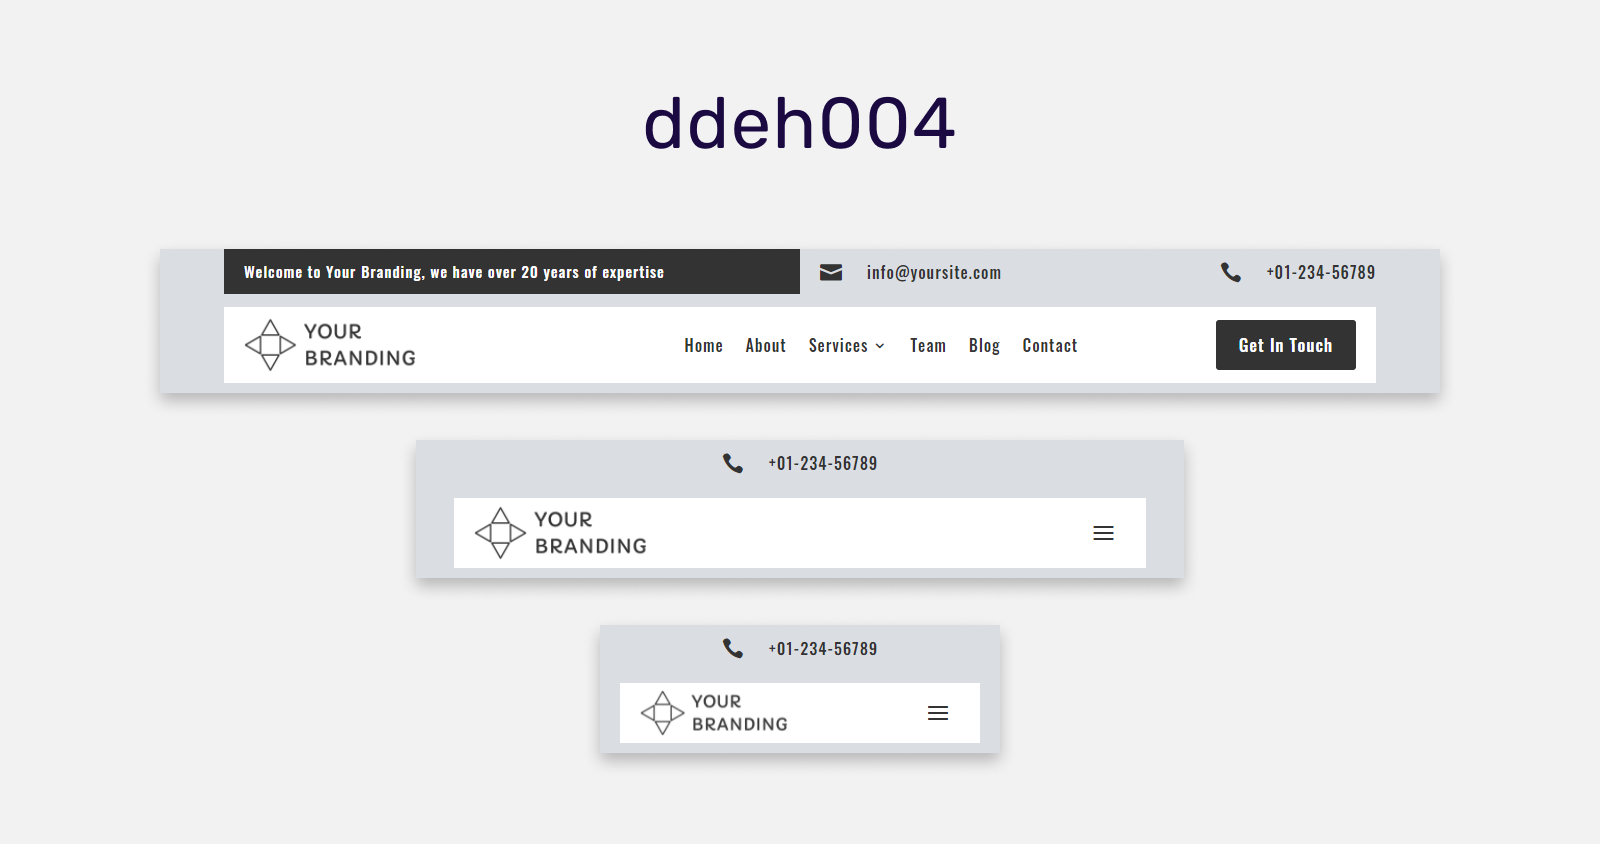 ddeh004
Welcome to Your Branding, we have over 20 years of expertise
info@yoursite.com
+01-234-56789
YOUR
BRANDING
Home About Services Team Blog Contact
Get In Touch
+01-234-56789
YOUR
BRANDING
+01-234-56789
YOUR
BRANDING